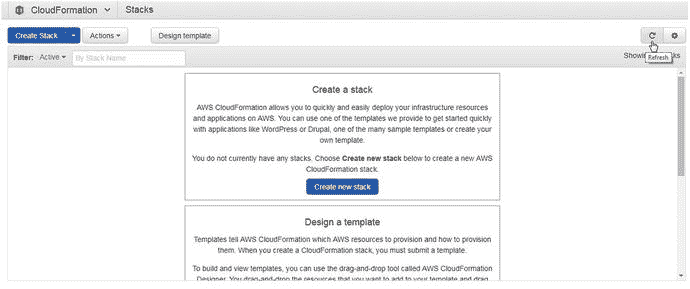 CloudFormation Stacks
Create Stack Actions Design template
Filter: Active By Stack Name
Refresh
Create a stack
AWS CloudFormation allows you to quickly and easily deploy your infrastructure resources
and applications on AWS. You can use one of the templates we provide to get started quickly
with applications like WordPress or Drupal, one of the many sample templates or create your
own template.
You do not currently have any stacks. Choose Create new stack below to create a new AWS
CloudFormation stack.
Create new stack
Design a template
Templates tell AWS CloudFormation which AWS resources to provision and how to provision
them. When you create a CloudFormation stack, you must submit a template.
To build and view templates, you can use the drag-and-drop tool called AWS CloudFormation
Designer. You drag-and-drop the resources that you want to add to your template and drag